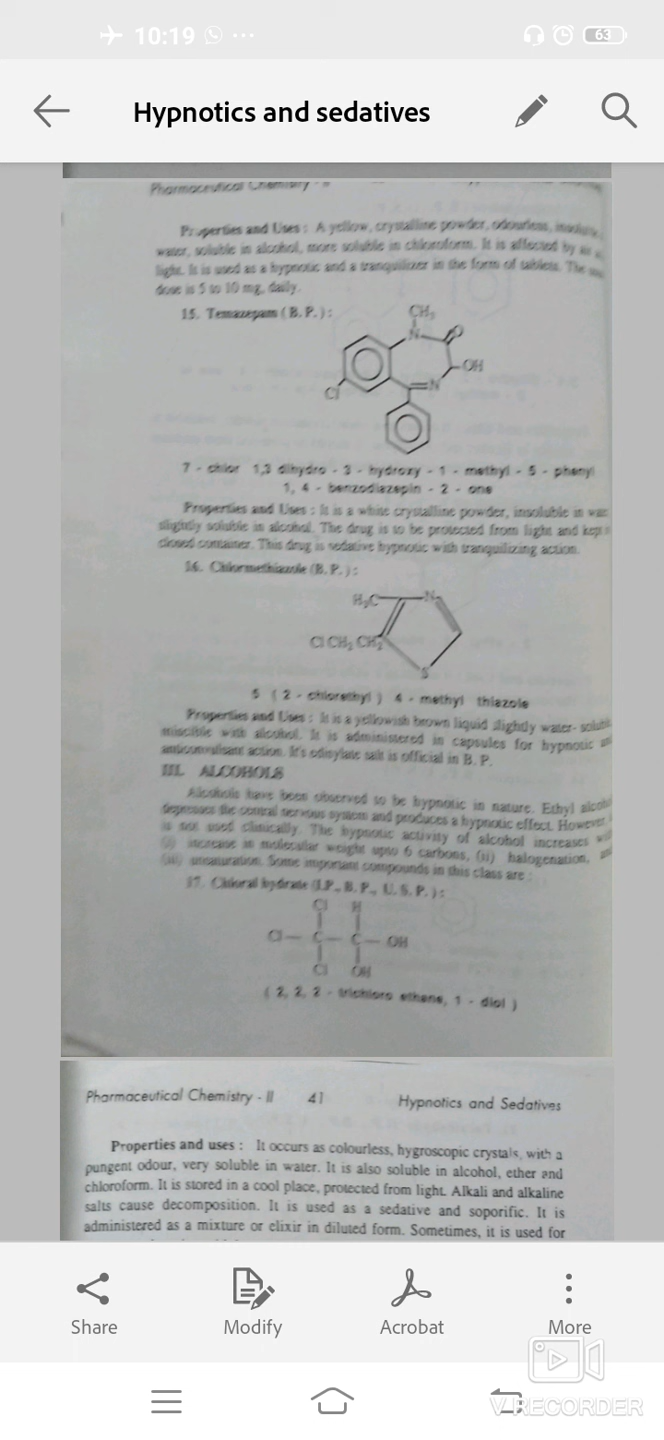 10:19
63
Hypnotics and sedatives
Pharmaceutical Chemistry - II
Properties and Uses : A yellow, crystalline powder, odourless,
water, soluble in alcohol, more soluble in chloroform. It is affected by air
light. It is used as a hypnotic and a tranquilizer in the form of tablets. The
dose is 5 to 10 mg, daily.
15. Temazepam ( B. P. ) :
CH3
N
O
OH
N
Cl
7 - chlor 1,3 dihydro - 3 - hydroxy - 1 - methyl - 5 - phenyl
1, 4 - benzodiazepin - 2 - one
Properties and Uses : It is a white crystalline powder, insoluble in
slightly soluble in alcohol. The drug is to be protected from light and kept
closed container. This drug is sedative hypnotic with tranquilizing action.
16. Chlormethiazole (B. P. ) :
H3C
N
Cl CH2 CH2
S
5 ( 2 - chlorethyl ) 4 - methyl thiazole
Properties and Uses : It is a yellowish brown liquid slightly water-
miscible with alcohol. It is administered in capsules for hypnotic
anticonvulsant action. It's edisylate salt is official in B. P.
III. ALCOHOLS
Alcohols have been observed to be hypnotic in nature. Ethyl
depresses the central nervous system and produces a hypnotic effect. However
is not used clinically. The hypnotic activity of alcohol increases
(i) increase in molecular weight upto 6 carbons, (ii) halogenation,
(iii) unsaturation. Some important compounds in this class are :
17. Chloral hydrate (I.P., B. P., U. S. P. ) :
Cl H
Cl — C — C — OH
Cl OH
( 2, 2, 2 - trichloro ethane, 1 - diol )
Pharmaceutical Chemistry - II 41 Hypnotics and Sedatives
Properties and uses : It occurs as colourless, hygroscopic crystals, with a
pungent odour, very soluble in water. It is also soluble in alcohol, ether and
chloroform. It is stored in a cool place, protected from light. Alkali and alkaline
salts cause decomposition. It is used as a sedative and soporific. It is
administered as a mixture or elixir in diluted form. Sometimes, it is used for
Share Modify Acrobat More
V RECORDER